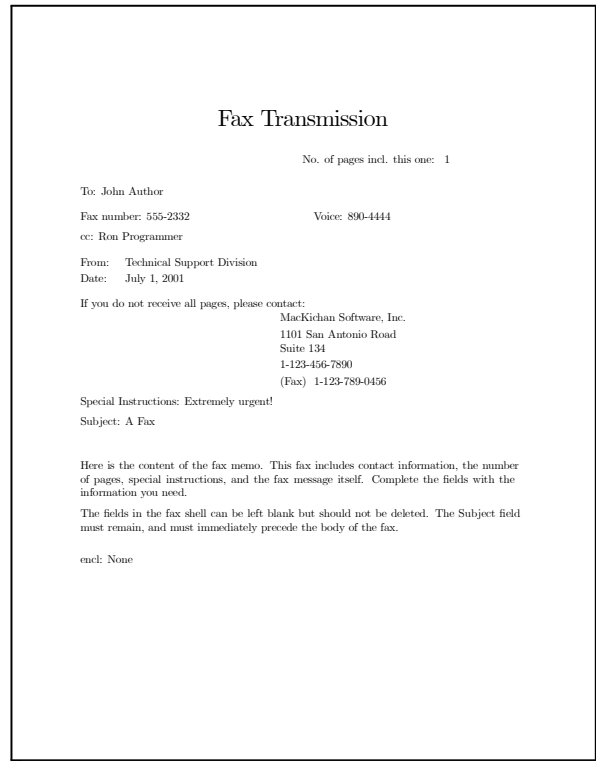 Fax Transmission
No. of pages incl. this one: 1
To: John Author
Fax number: 555-2332 Voice: 890-4444
cc: Ron Programmer
From: Technical Support Division
Date: July 1, 2001
If you do not receive all pages, please contact:
MacKichan Software, Inc.
1101 San Antonio Road
Suite 134
1-123-456-7890
(Fax) 1-123-789-0456
Special Instructions: Extremely urgent!
Subject: A Fax
Here is the content of the fax memo. This fax includes contact information, the number
of pages, special instructions, and the fax message itself. Complete the fields with the
information you need.
The fields in the fax shell can be left blank but should not be deleted. The Subject field
must remain, and must immediately precede the body of the fax.
encl: None